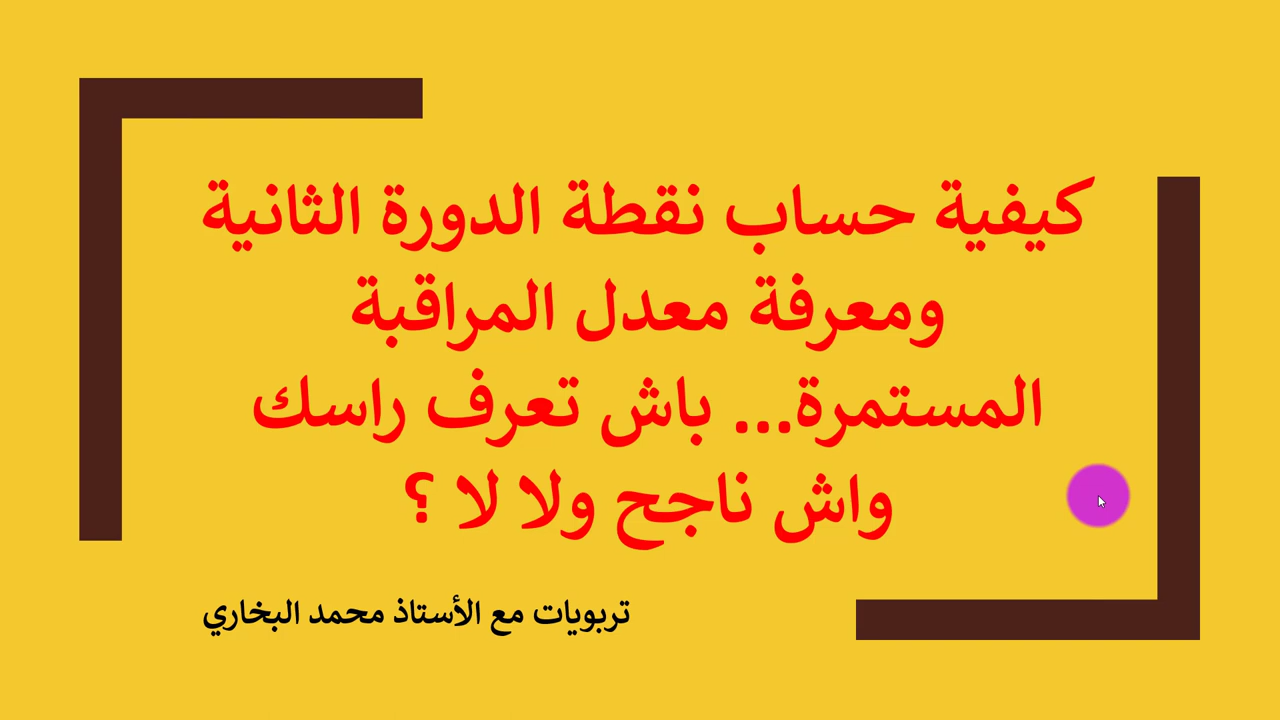 كيفية حساب نقطة الدورة الثانية
ومعرفة معدل المراقبة
المستمرة... باش تعرف راسك
واش ناجح ولا لا ؟
تربويات مع الأستاذ محمد البخاري